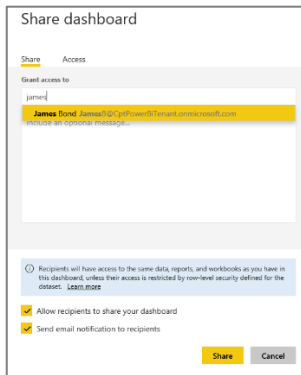 Share dashboard
Share Access
Grant access to
james
James Bond JamesB@CptPowerBiTenant.onmicrosoft.com
Include an optional message...
Recipients will have access to the same data, reports, and workbooks as you have in
this dashboard, unless their access is restricted by row-level security defined for the
dataset. Learn more
Allow recipients to share your dashboard
Send email notification to recipients
Share Cancel